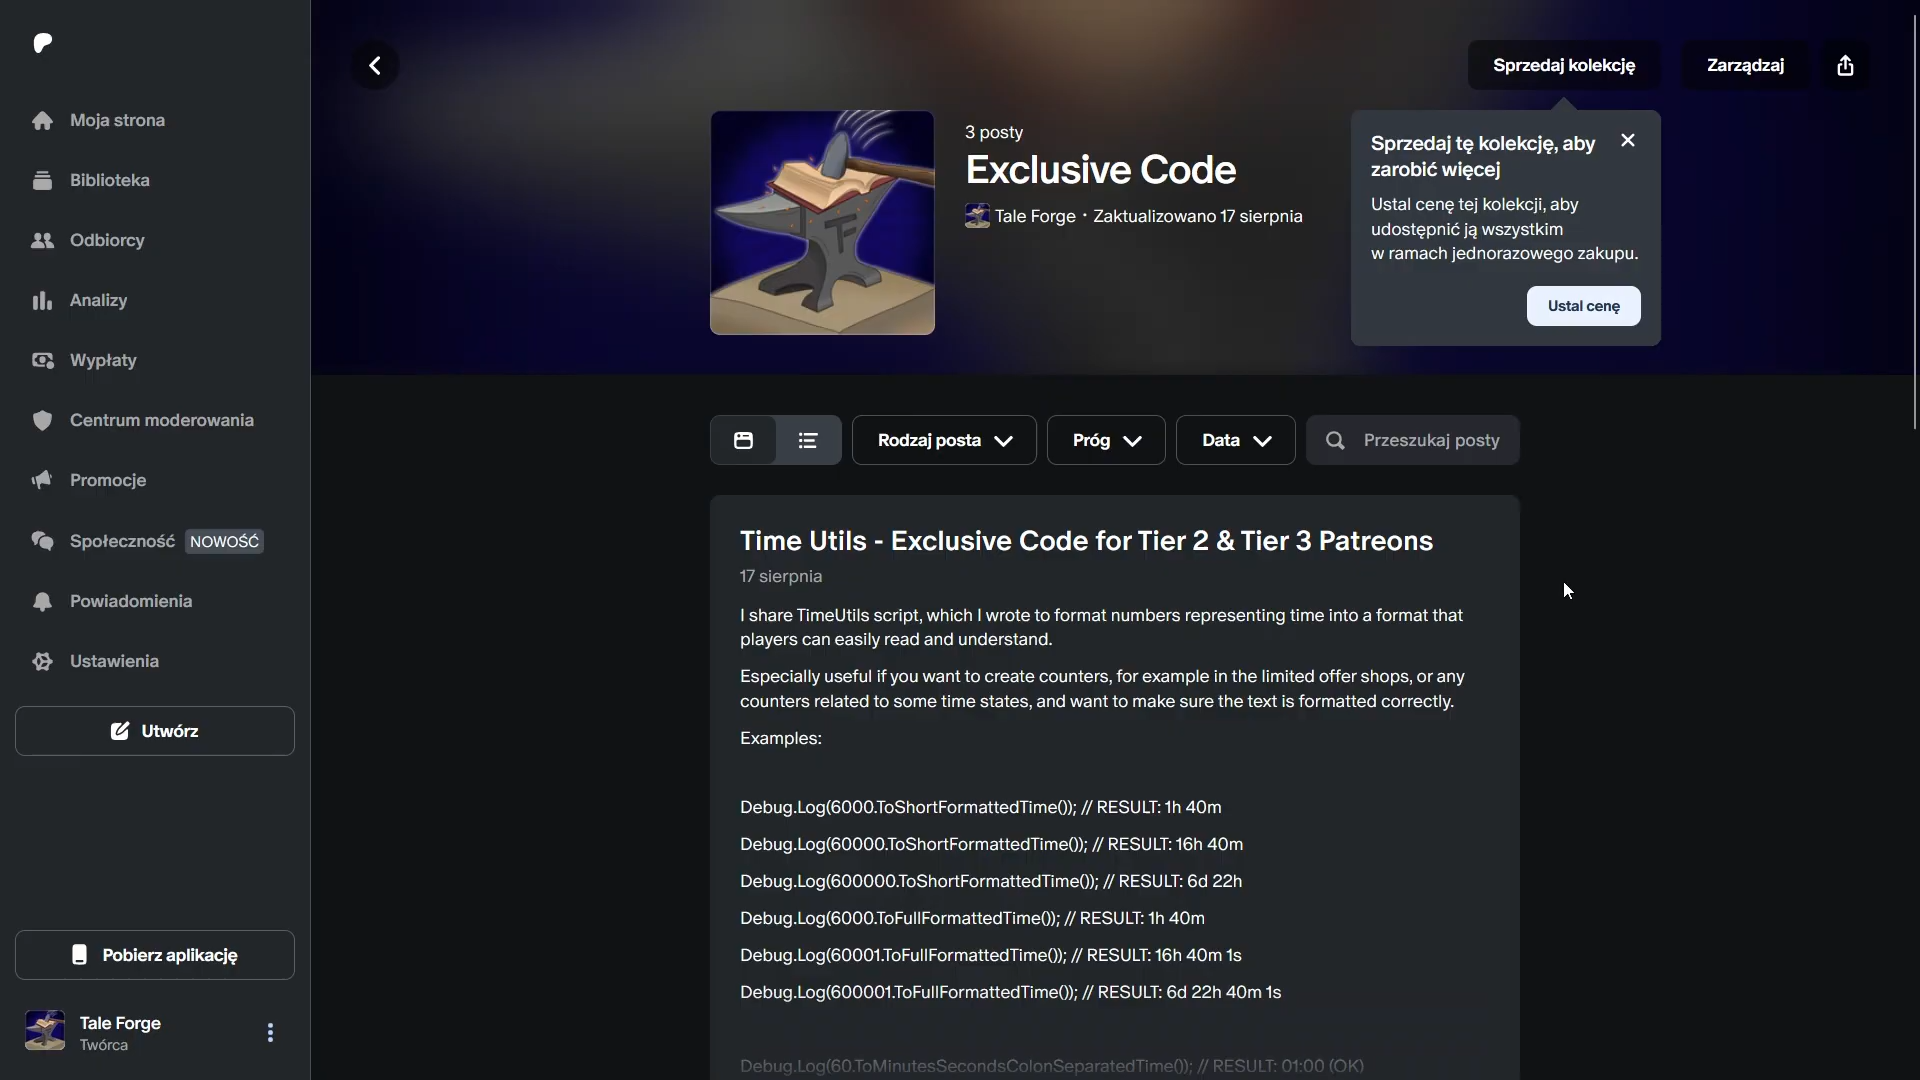 Moja strona
Biblioteka
Odbiorcy
Analizy
Wypłaty
Centrum moderowania
Promocje
Społeczność NOWOŚĆ
Powiadomienia
Ustawienia
Utwórz
Pobierz aplikację
Tale Forge
Twórca
Sprzedaj kolekcję
Zarządzaj
3 posty
Exclusive Code
Tale Forge • Zaktualizowano 17 sierpnia
Sprzedaj tę kolekcję, aby
zarobić więcej
Ustal cenę tej kolekcji, aby
udostępnić ją wszystkim
w ramach jednorazowego zakupu.
Ustal cenę
Rodzaj posta
Próg
Data
Przeszukaj posty
Time Utils - Exclusive Code for Tier 2 & Tier 3 Patreons
17 sierpnia
I share TimeUtils script, which I wrote to format numbers representing time into a format that
players can easily read and understand.
Especially useful if you want to create counters, for example in the limited offer shops, or any
counters related to some time states, and want to make sure the text is formatted correctly.
Examples:
Debug.Log(6000.ToShortFormattedTime()); // RESULT: 1h 40m
Debug.Log(60000.ToShortFormattedTime()); // RESULT: 16h 40m
Debug.Log(600000.ToShortFormattedTime()); // RESULT: 6d 22h
Debug.Log(6000.ToFullFormattedTime()); // RESULT: 1h 40m
Debug.Log(60001.ToFullFormattedTime()); // RESULT: 16h 40m 1s
Debug.Log(600001.ToFullFormattedTime()); // RESULT: 6d 22h 40m 1s
Debug.Log(60.ToMinutesSecondsColonSeparatedTime()); // RESULT: 01:00 (OK)